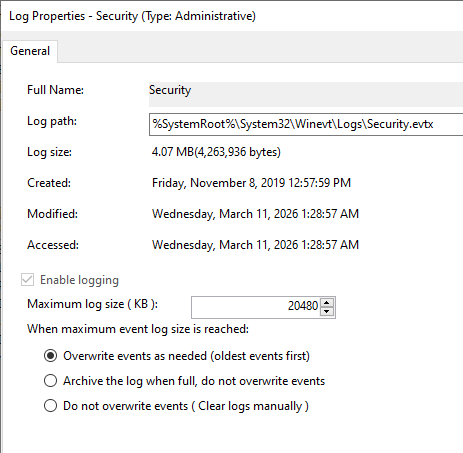 Log Properties - Security (Type: Administrative)
General
Full Name: Security
Log path: %SystemRoot%\System32\Winevt\Logs\Security.evtx
Log size: 4.07 MB(4,263,936 bytes)
Created: Friday, November 8, 2019 12:57:59 PM
Modified: Wednesday, March 11, 2026 1:28:57 AM
Accessed: Wednesday, March 11, 2026 1:28:57 AM
Enable logging
Maximum log size ( KB ): 20480
When maximum event log size is reached:
Overwrite events as needed (oldest events first)
Archive the log when full, do not overwrite events
Do not overwrite events ( Clear logs manually )